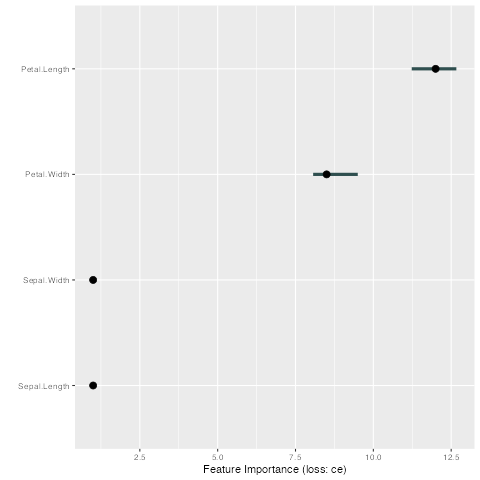 Petal.Length
Petal.Width
Sepal.Width
Sepal.Length
2.5 5.0 7.5 10.0 12.5
Feature Importance (loss: ce)